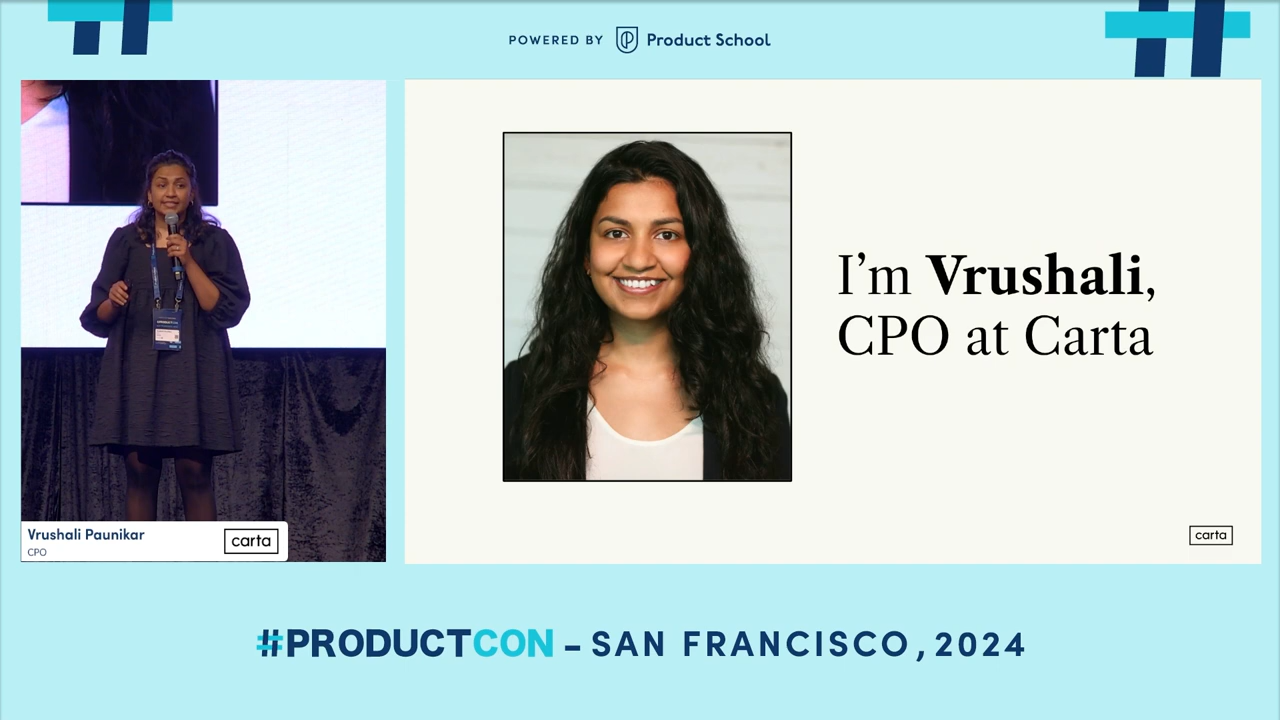 POWERED BY Product School
I'm Vrushali,
CPO at Carta
carta
Vrushali Paunikar
CPO
carta
#PRODUCTCON – SAN FRANCISCO, 2024